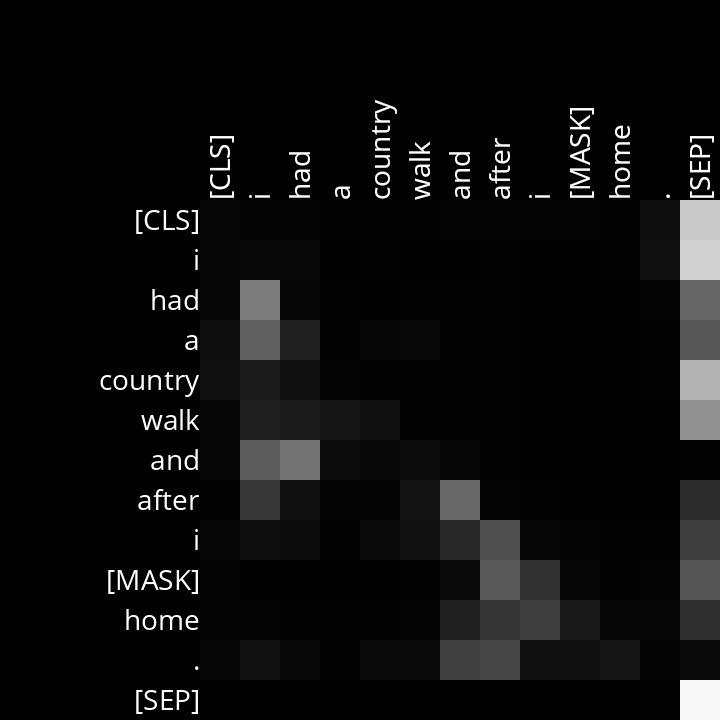 [CLS] i had a country walk and after i [MASK] home . [SEP]
[CLS]
i
had
a
country
walk
and
after
i
[MASK]
home
.
[SEP]